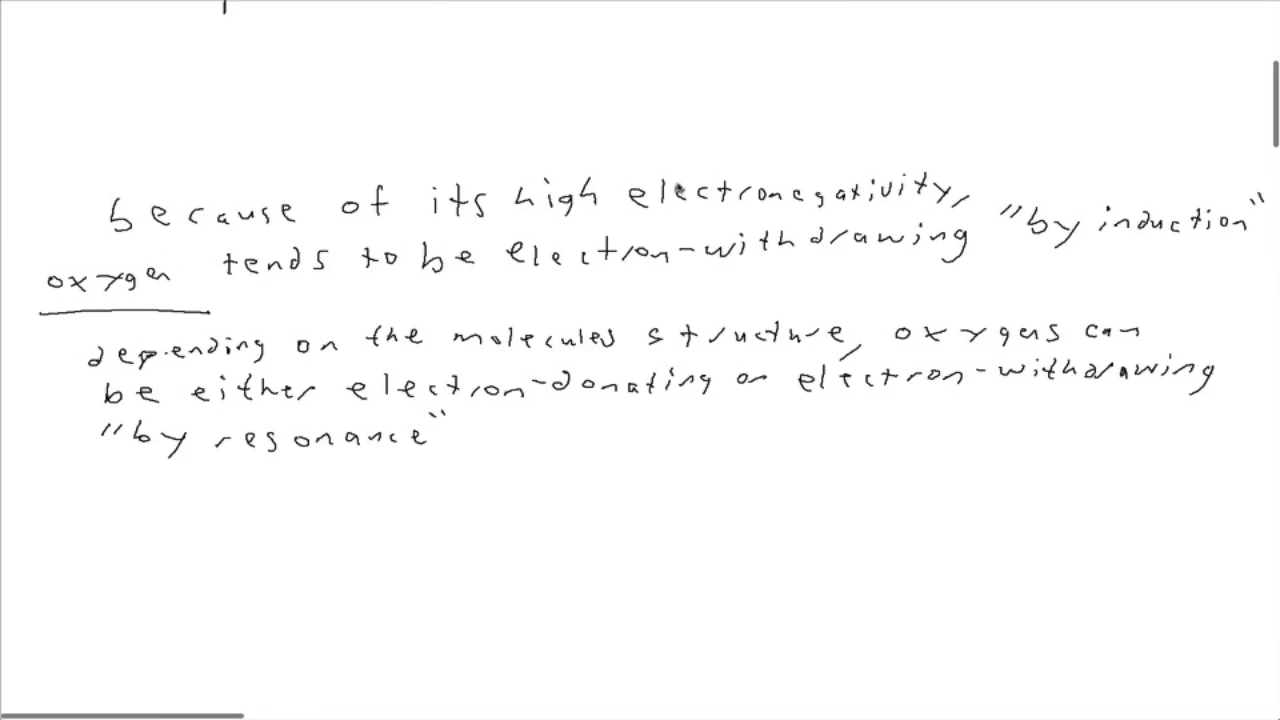 because of its high electronegativity,
oxygen tends to be electron-withdrawing "by induction"
depending on the molecules structure, oxygens can
be either electron-donating or electron-withdrawing
"by resonance"